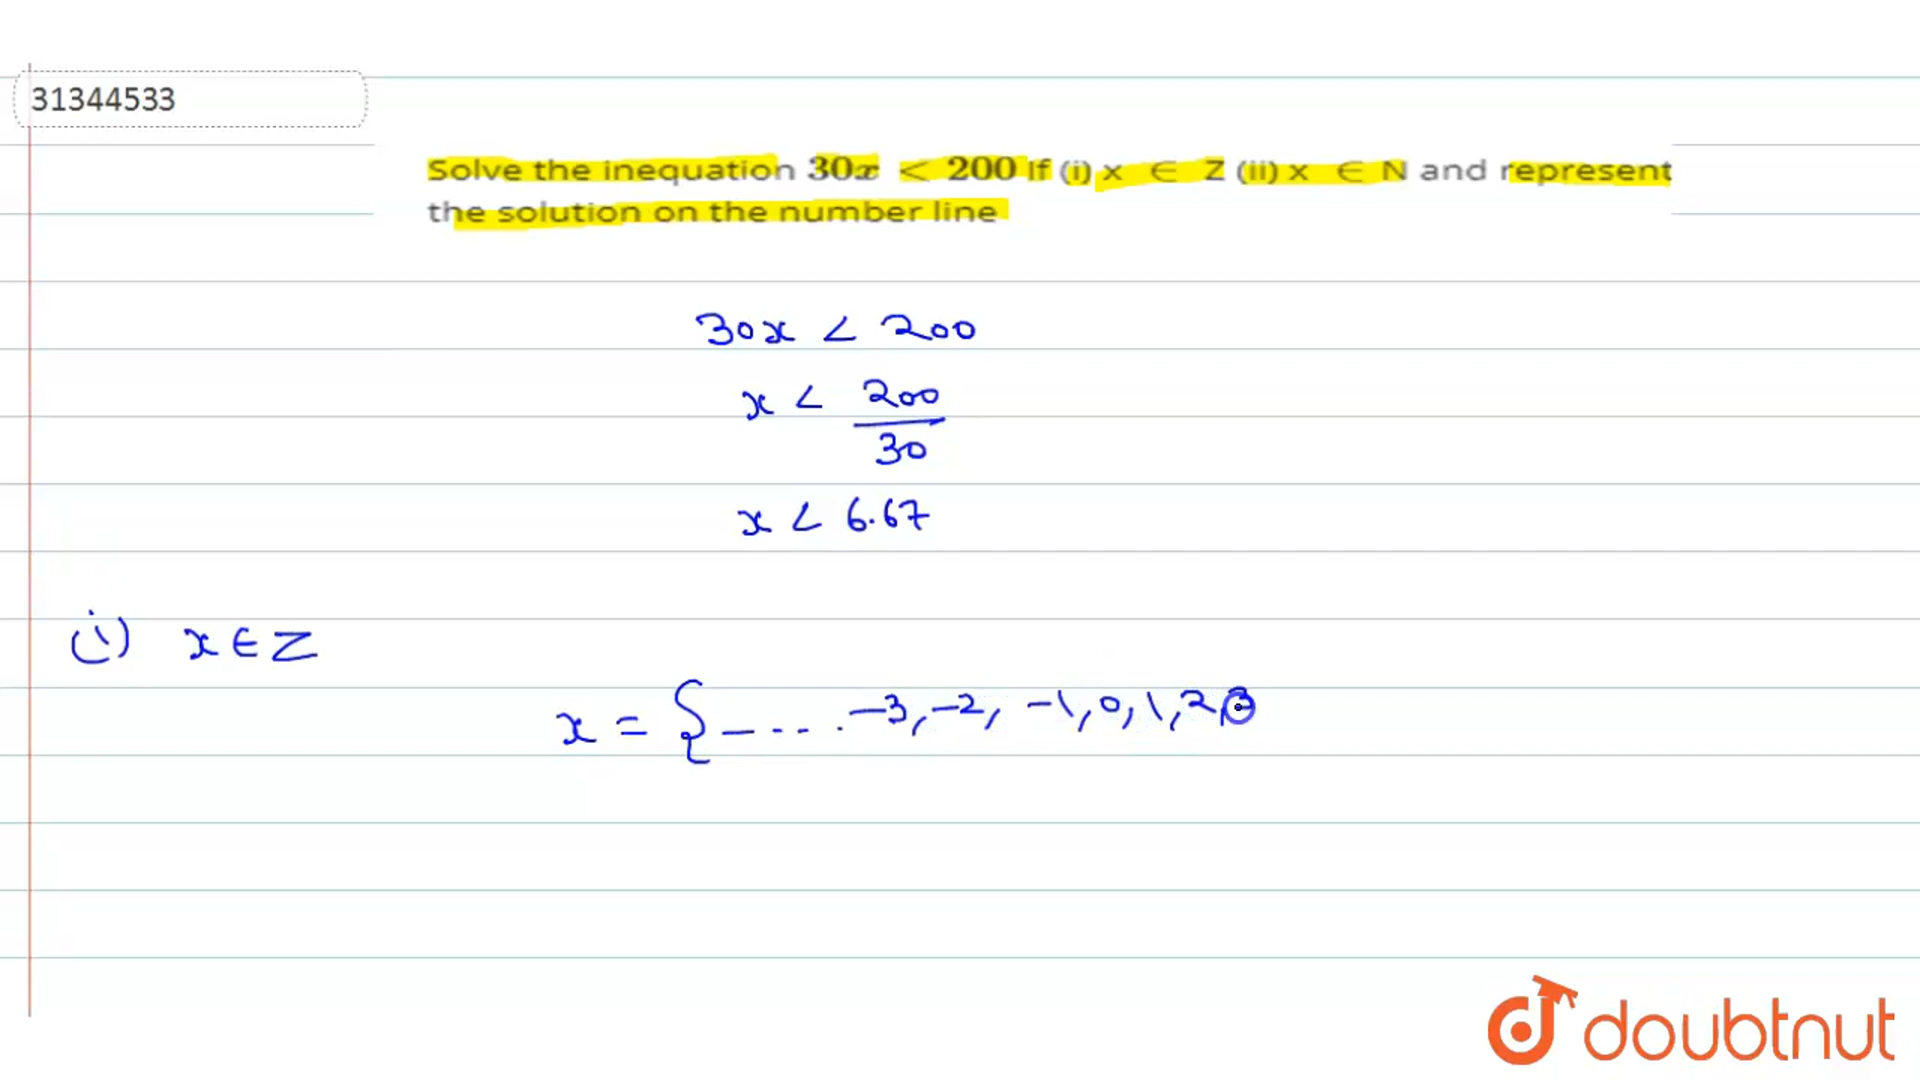 31344533
Solve the inequation 30x < 200 If (i) x ∈ Z (ii) x ∈ N and represent
the solution on the number line
30x < 200
x < 200/30
x < 6.67
(i) x ∈ Z
x = {- ... . -3, -2, -1, 0, 1, 2, 3
doubtnut